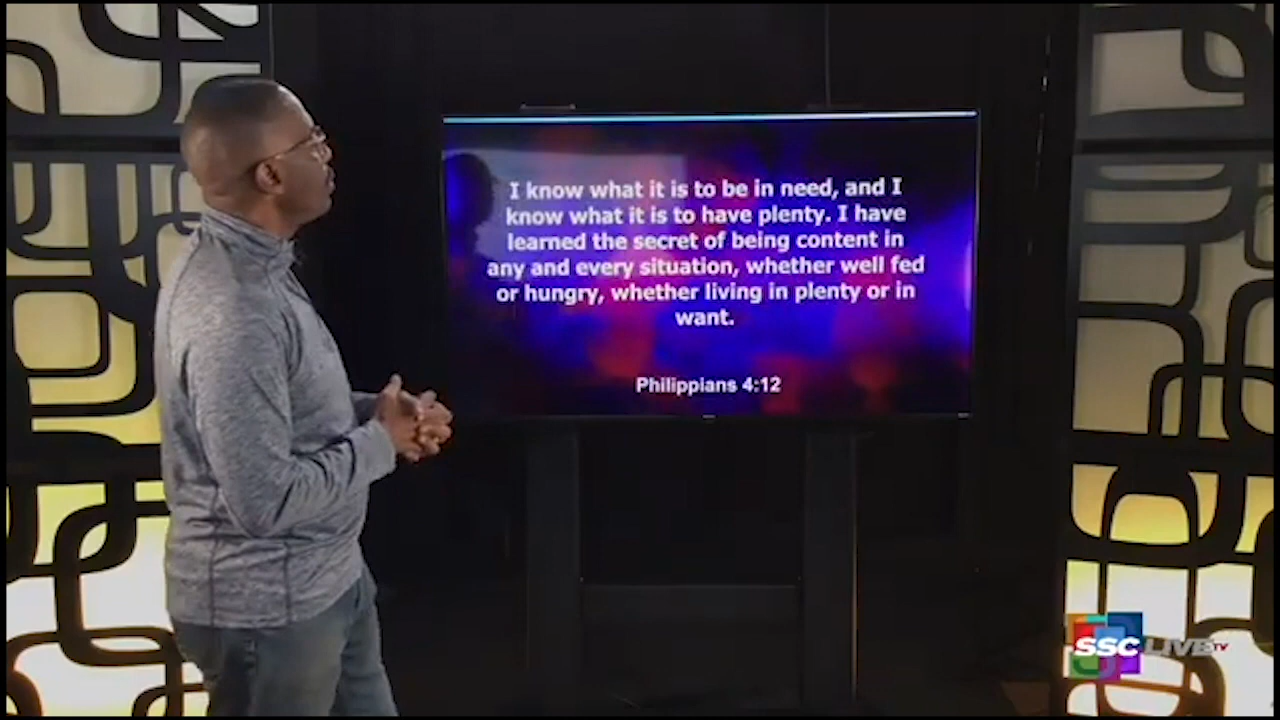 I know what it is to be in need, and I
know what it is to have plenty. I have
learned the secret of being content in
any and every situation, whether well fed
or hungry, whether living in plenty or in
want.
Philippians 4:12
SSC LIVE TV